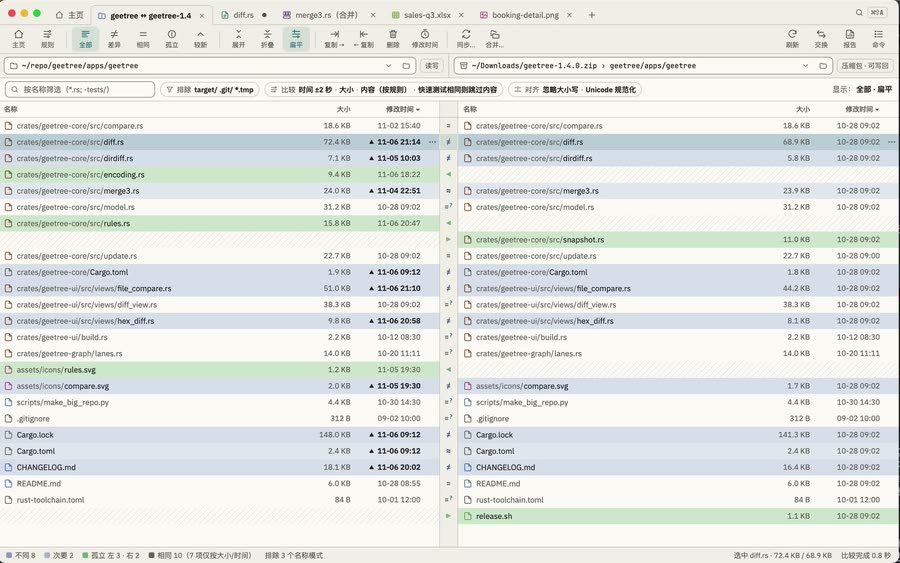 主页 geetree ↔ geetree-1.4 × diff.rs ● merge3.rs（合并） × sales-q3.xlsx × booking-detail.png × +
主页 规则 全部 差异 相同 孤立 较新 展开 折叠 扁平 复制→ ←复制 删除 修改时间 同步… 合并… 刷新 交换 报告 命令
~/repo/geetree/apps/geetree 读写 ~/Downloads/geetree-1.4.0.zip › geetree/apps/geetree 压缩包 · 可写回
按名称筛选（*.rs; -tests/） 排除 target/ .git/ *.tmp 比较 时间 ±2 秒 · 大小 · 内容（按规则） · 快速测试相同则跳过内容 对齐 忽略大小写 · Unicode 规范化 显示: 全部 · 扁平
名称 大小 修改时间 名称 大小 修改时间
crates/geetree-core/src/compare.rs 18.6 KB 11-02 15:40 = crates/geetree-core/src/compare.rs 18.6 KB 10-28 09:02
crates/geetree-core/src/diff.rs 72.4 KB ▲ 11-06 21:14 ··· ≠ crates/geetree-core/src/diff.rs 68.9 KB 10-28 09:02 ···
crates/geetree-core/src/dirdiff.rs 7.1 KB ▲ 11-05 10:03 ≠ crates/geetree-core/src/dirdiff.rs 5.8 KB 10-28 09:02
crates/geetree-core/src/encoding.rs 9.4 KB 11-06 18:22
crates/geetree-core/src/merge3.rs 24.0 KB ▲ 11-04 22:51 ≈ crates/geetree-core/src/merge3.rs 23.9 KB 10-28 09:02
crates/geetree-core/src/model.rs 31.2 KB 10-28 09:02 =? crates/geetree-core/src/model.rs 31.2 KB 10-28 09:02
crates/geetree-core/src/rules.rs 15.8 KB 11-06 20:47
crates/geetree-core/src/snapshot.rs 11.0 KB 10-28 09:02
crates/geetree-core/src/update.rs 22.7 KB 10-28 09:02 = crates/geetree-core/src/update.rs 22.7 KB 10-28 09:00
crates/geetree-core/Cargo.toml 1.9 KB ▲ 11-06 09:12 ≠ crates/geetree-core/Cargo.toml 1.8 KB 10-28 09:02
crates/geetree-ui/src/views/file_compare.rs 51.0 KB ▲ 11-06 21:10 ≠ crates/geetree-ui/src/views/file_compare.rs 44.2 KB 10-28 09:02
crates/geetree-ui/src/views/diff_view.rs 38.3 KB 10-28 09:02 =? crates/geetree-ui/src/views/diff_view.rs 38.3 KB 10-28 09:02
crates/geetree-ui/src/views/hex_diff.rs 9.8 KB ▲ 11-06 20:58 ≠ crates/geetree-ui/src/views/hex_diff.rs 8.1 KB 10-28 09:02
crates/geetree-ui/build.rs 2.2 KB 10-12 08:30 =? crates/geetree-ui/build.rs 2.2 KB 10-12 08:30
crates/geetree-graph/lanes.rs 14.0 KB 10-20 11:11 =? crates/geetree-graph/lanes.rs 14.0 KB 10-20 11:11
assets/icons/rules.svg 1.2 KB 11-05 19:30
assets/icons/compare.svg 2.0 KB ▲ 11-05 19:30 ≠ assets/icons/compare.svg 1.7 KB 10-28 09:02
scripts/make_big_repo.py 4.4 KB 10-30 14:30 =? scripts/make_big_repo.py 4.4 KB 10-30 14:30
.gitignore 312 B 09-02 10:00 =? .gitignore 312 B 09-02 10:00
Cargo.lock 148.0 KB ▲ 11-06 09:12 ≠ Cargo.lock 141.3 KB 10-28 09:02
Cargo.toml 2.4 KB ▲ 11-06 09:12 ≈ Cargo.toml 2.4 KB 10-28 09:02
CHANGELOG.md 18.1 KB ▲ 11-06 20:02 ≠ CHANGELOG.md 16.4 KB 10-28 09:02
README.md 6.0 KB 10-28 08:55 = README.md 6.0 KB 10-28 09:02
rust-toolchain.toml 84 B 10-01 12:00 =? rust-toolchain.toml 84 B 10-01 12:00
release.sh 1.1 KB 10-28 09:02
不同 8 次要 2 孤立 左 3 · 右 2 相同 10（7 项仅按大小/时间） 排除 3 个名称模式 选中 diff.rs · 72.4 KB / 68.9 KB 比较完成 0.8 秒